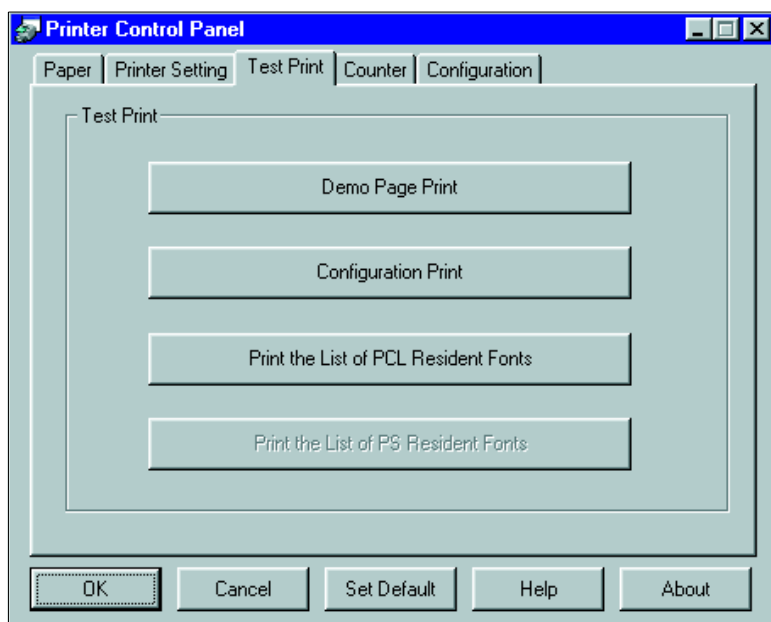 Printer Control Panel
Paper Printer Setting Test Print Counter Configuration
Test Print
Demo Page Print
Configuration Print
Print the List of PCL Resident Fonts
Print the List of PS Resident Fonts
OK Cancel Set Default Help About